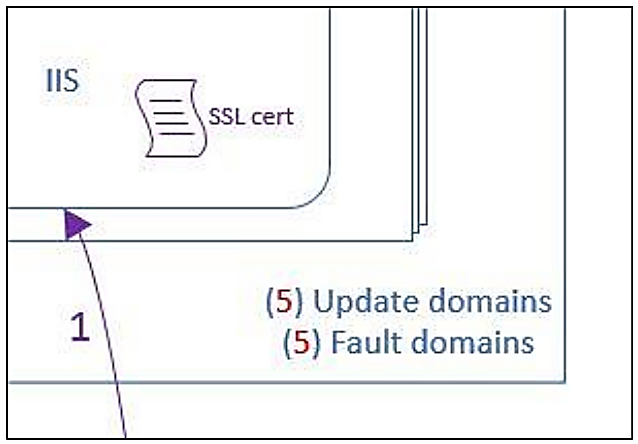 IIS
SSL cert
(5) Update domains
(5) Fault domains
1